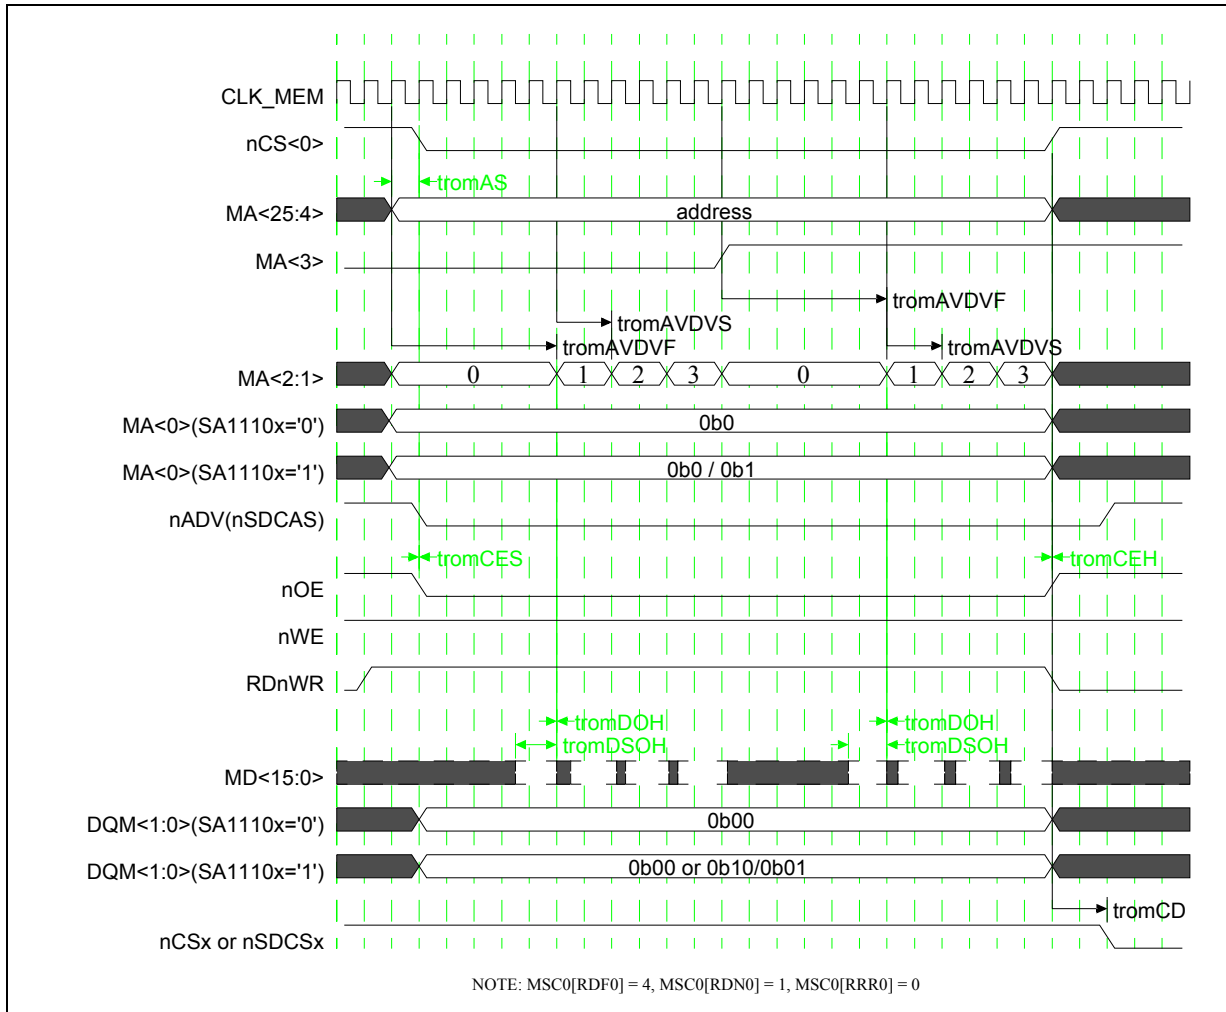 CLK_MEM
nCS<0>
tromAS
MA<25:4>
address
MA<3>
tromAVDVF
tromAVDVS
tromAVDVF
tromAVDVS
MA<2:1>
0 1 2 3 0 1 2 3
MA<0>(SA1110x='0')
0b0
MA<0>(SA1110x='1')
0b0 / 0b1
nADV(nSDCAS)
tromCES
tromCEH
nOE
nWE
RDnWR
tromDOH
tromDOH
tromDSOH
tromDSOH
MD<15:0>
DQM<1:0>(SA1110x='0')
0b00
DQM<1:0>(SA1110x='1')
0b00 or 0b10/0b01
tromCD
nCSx or nSDCSx
NOTE: MSC0[RDF0] = 4, MSC0[RDN0] = 1, MSC0[RRR0] = 0